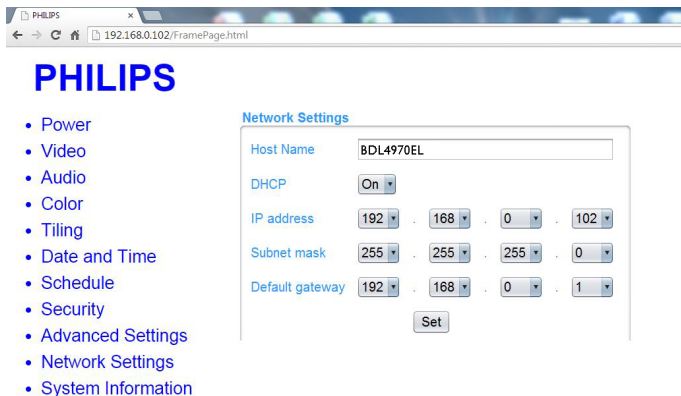 PHILIPS
192.168.0.102/FramePage.html
PHILIPS
• Power
• Video
• Audio
• Color
• Tiling
• Date and Time
• Schedule
• Security
• Advanced Settings
• Network Settings
• System Information
Network Settings
Host Name BDL4970EL
DHCP On
IP address 192 . 168 . 0 . 102
Subnet mask 255 . 255 . 255 . 0
Default gateway 192 . 168 . 0 . 1
Set